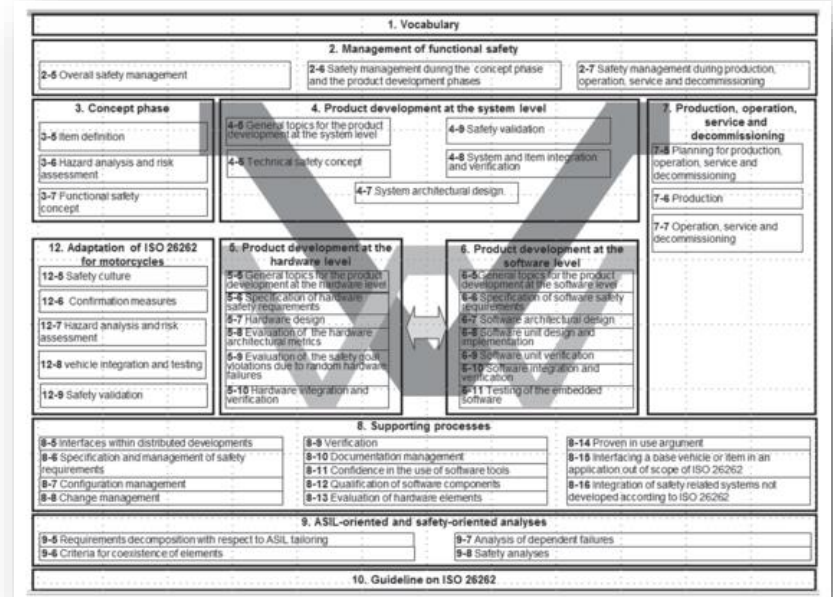 1. Vocabulary
2. Management of functional safety
2-5 Overall safety management
2-6 Safety management during the concept phase
and the product development phases
2-7 Safety management during production,
operation, service and decommissioning
3. Concept phase
3-5 Item definition
3-6 Hazard analysis and risk
assessment
3-7 Functional safety
concept
4. Product development at the system level
4-5 General topics for the product
development at the system level
4-6 Technical safety concept
4-9 Safety validation
4-8 System and Item integration
and verification
4-7 System architectural design
7. Production, operation,
service and
decommissioning
7-5 Planning for production,
operation, service and
decommissioning
7-6 Production
7-7 Operation, service and
decommissioning
12. Adaptation of ISO 26262
for motorcycles
12-5 Safety culture
12-6 Confirmation measures
12-7 Hazard analysis and risk
assessment
12-8 vehicle integration and testing
12-9 Safety validation
5. Product development at the
hardware level
5-5 General topics for the product
development at the hardware level
5-6 Specification of hardware
safety requirements
5-7 Hardware design
5-8 Evaluation of the hardware
architectural metrics
5-9 Evaluation of the safety goal
violations due to random hardware
failures
5-10 Hardware integration and
verification
6. Product development at the
software level
6-5 General topics for the product
development at the software level
6-6 Specification of software safety
requirements
6-7 Software architectural design
6-8 Software unit design and
implementation
6-9 Software unit verification
6-10 Software integration and
verification
6-11 Testing of the embedded
software
8. Supporting processes
8-5 Interfaces within distributed developments
8-6 Specification and management of safety
requirements
8-7 Configuration management
8-8 Change management
8-9 Verification
8-10 Documentation management
8-11 Confidence in the use of software tools
8-12 Qualification of software components
8-13 Evaluation of hardware elements
8-14 Proven in use argument
8-15 Interfacing a base vehicle or item in an
application out of scope of ISO 26262
8-16 Integration of safety related systems not
developed according to ISO 26262
9. ASIL-oriented and safety-oriented analyses
9-5 Requirements decomposition with respect to ASIL tailoring
9-6 Criteria for coexistence of elements
9-7 Analysis of dependent failures
9-8 Safety analyses
10. Guideline on ISO 26262